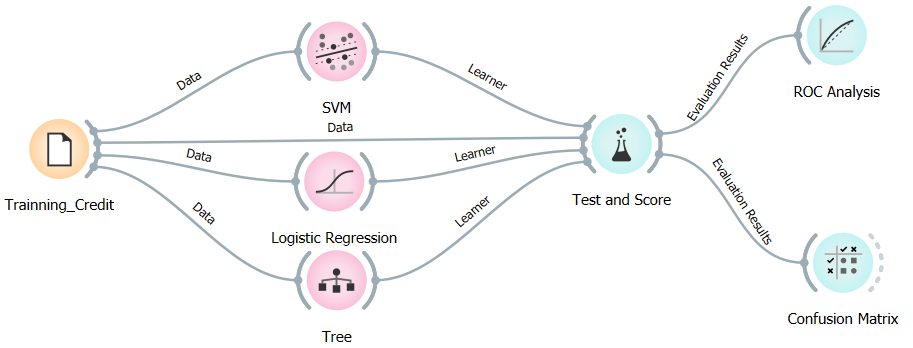 Data
SVM
Learner
Evaluation Results
ROC Analysis
Data
Trainning_Credit
Data
Logistic Regression
Learner
Test and Score
Data
Tree
Learner
Evaluation Results
Confusion Matrix